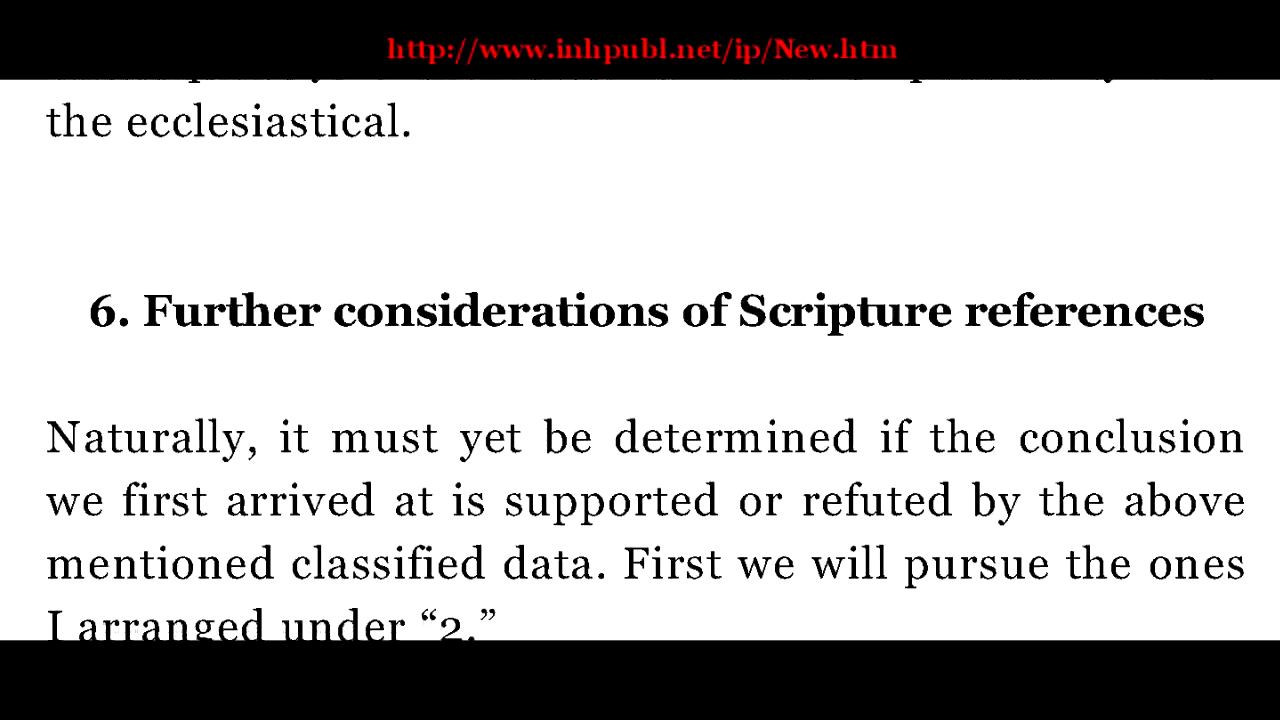 http://www.inhpubl.net/ip/New.htm
the ecclesiastical.
6. Further considerations of Scripture references
Naturally, it must yet be determined if the conclusion
we first arrived at is supported or refuted by the above
mentioned classified data. First we will pursue the ones
I arranged under “2.”